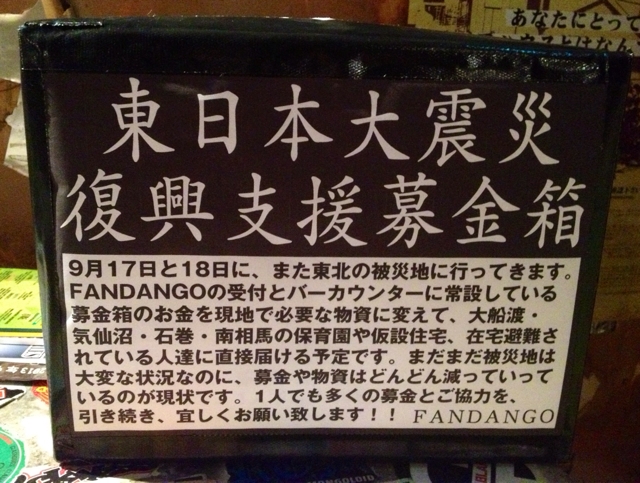 あなたにとって
東日本大震災
復興支援募金箱
9月17日と18日に、また東北の被災地に行ってきます。
FANDANGOの受付とバーカウンターに常設している
募金箱のお金を現地で必要な物資に変えて、大船渡・
気仙沼・石巻・南相馬の保育園や仮設住宅、在宅避難さ
れている人達に直接届ける予定です。まだまだ被災地は
大変な状況なのに、募金や物資はどんどん減っていって
いるのが現状です。1人でも多くの募金とご協力を、
引き続き、宜しくお願い致します！！ FANDANGO